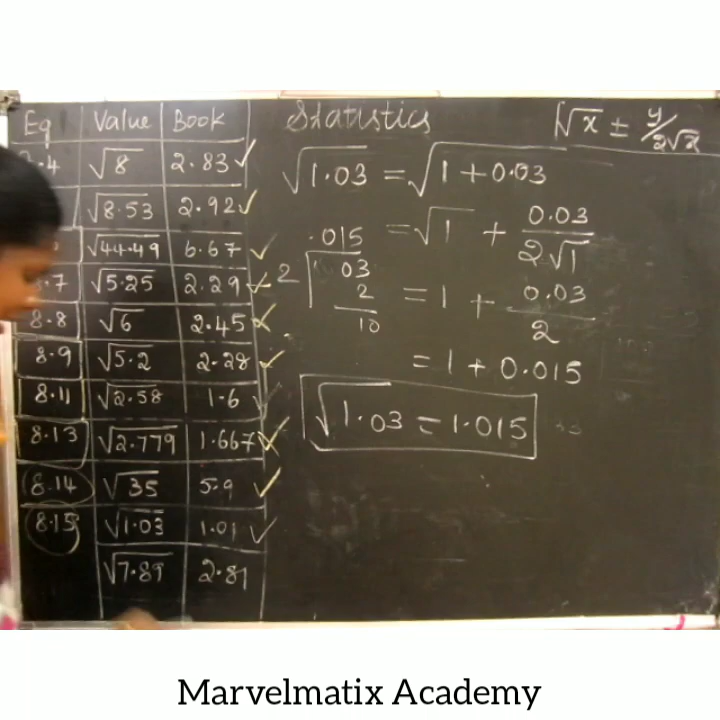 Eg Value Book
.4 √8 2.83 ✓
√8.53 2.92 ✓
√44.49 6.67 ✓
.7 √5.25 2.29 ✓
8.8 √6 2.45 ✓
8.9 √5.2 2.28 ✓
8.11 √2.58 1.6 ✓
8.13 √2.779 1.667 ✓
8.14 √35 5.9 ✓
8.15 √1.03 1.01 ✓
√7.89 2.81
Statistics
√x ± y/2√x
√1.03 = √1 + 0.03
= √1 + 0.03/2√1
= 1 + 0.03/2
= 1 + 0.015
√1.03 = 1.015
.015
2 03
2
10
Marvelmatix Academy